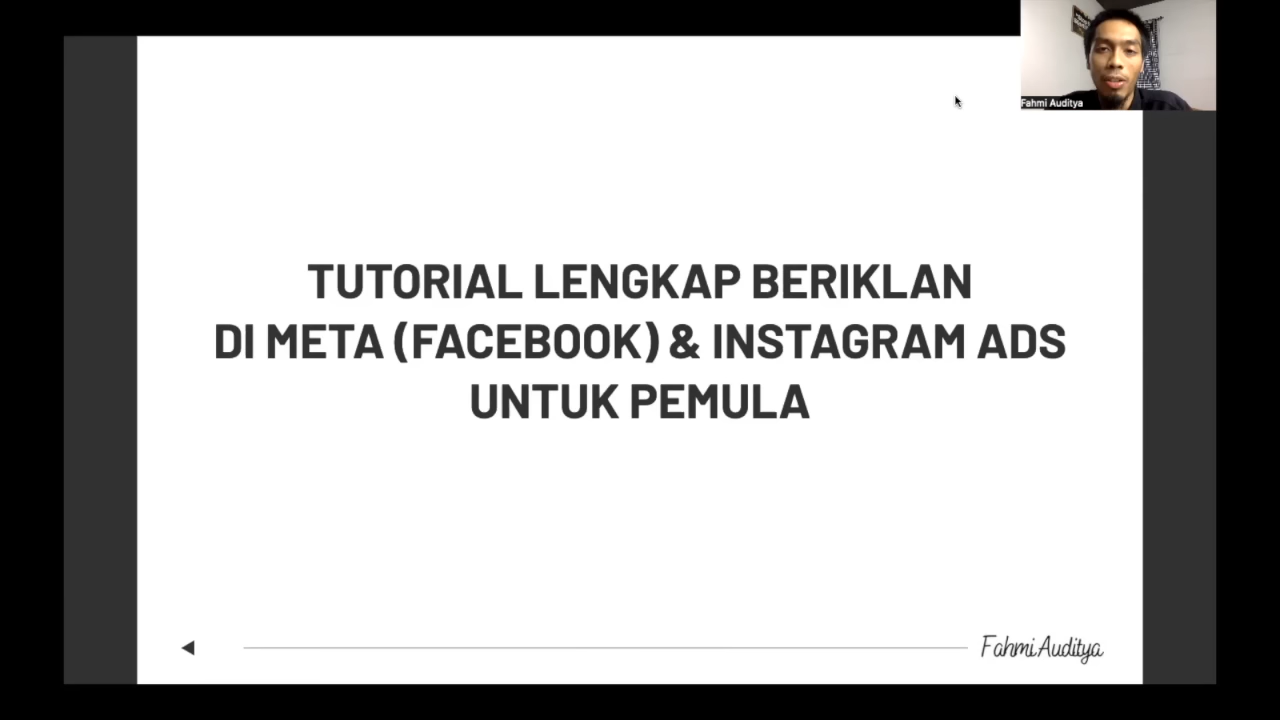 Fahmi Auditya
TUTORIAL LENGKAP BERIKLAN
DI META (FACEBOOK) & INSTAGRAM ADS
UNTUK PEMULA
Fahmi Auditya